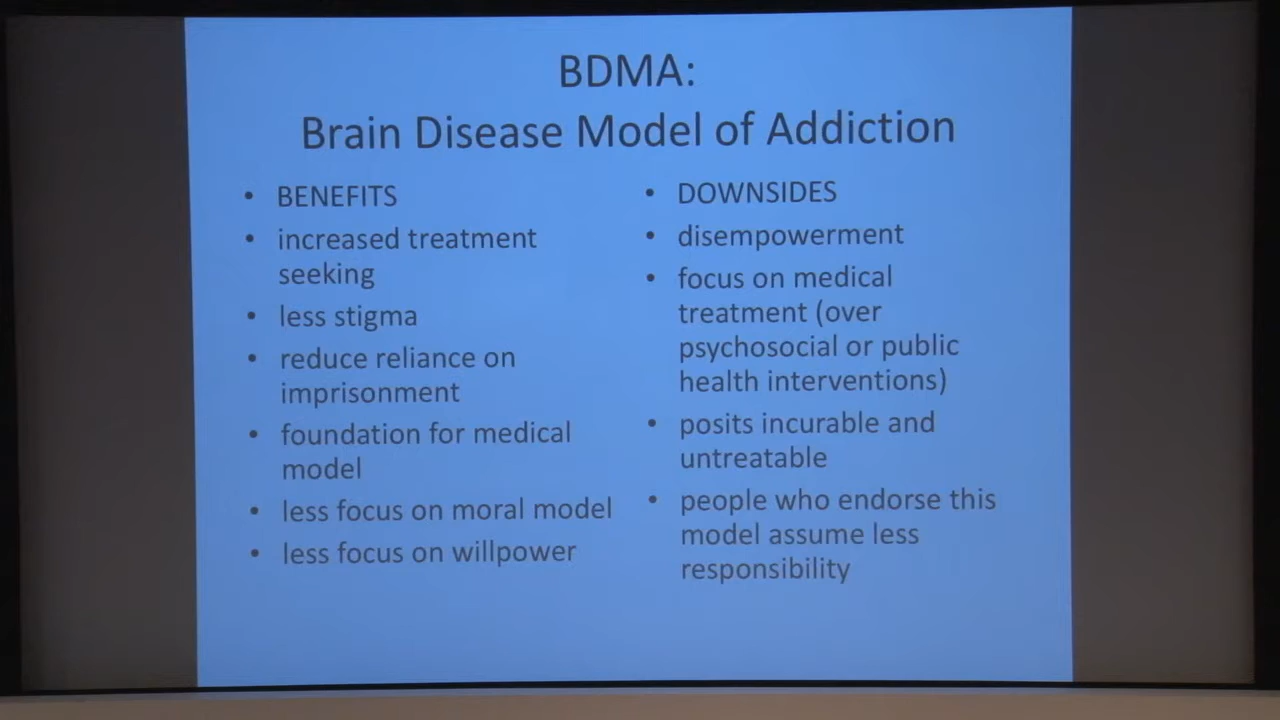 BDMA:
Brain Disease Model of Addiction
• BENEFITS
• increased treatment
seeking
• less stigma
• reduce reliance on
imprisonment
• foundation for medical
model
• less focus on moral model
• less focus on willpower
• DOWNSIDES
• disempowerment
• focus on medical
treatment (over
psychosocial or public
health interventions)
• posits incurable and
untreatable
• people who endorse this
model assume less
responsibility